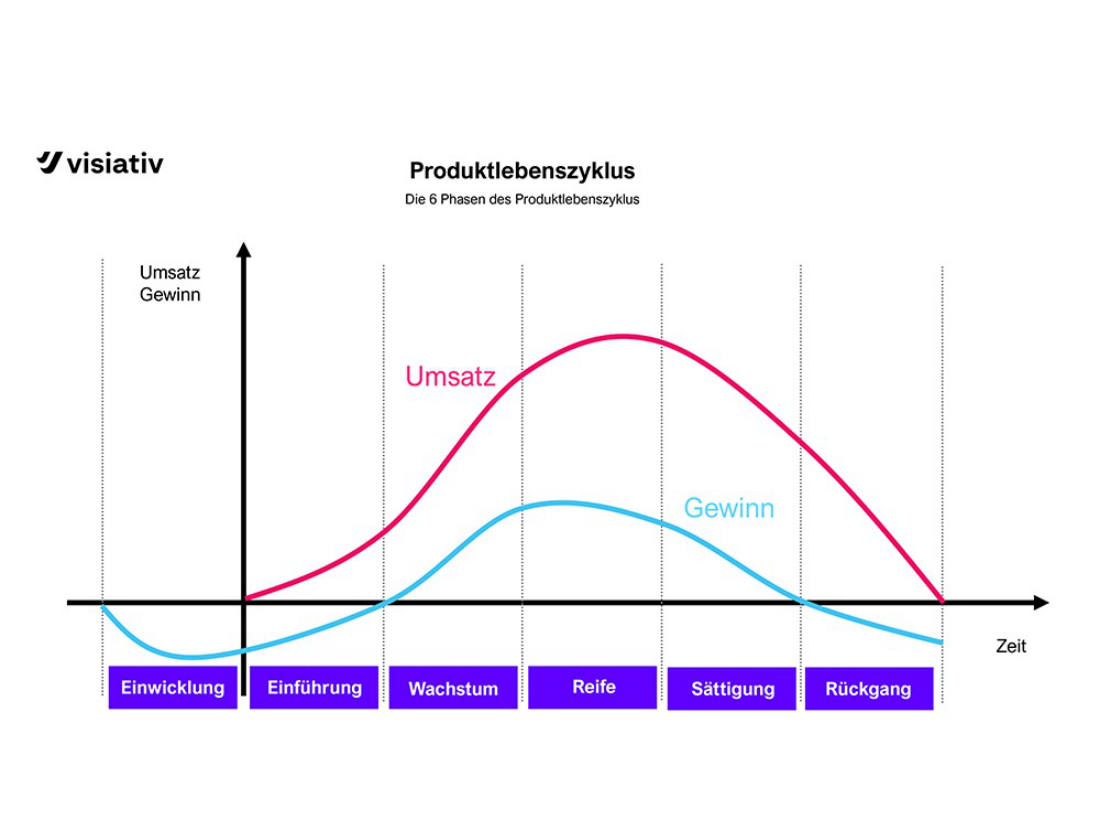 visiativ
Produktlebenszyklus
Die 6 Phasen des Produktlebenszyklus
Umsatz
Gewinn
Umsatz
Gewinn
Zeit
Einwicklung
Einführung
Wachstum
Reife
Sättigung
Rückgang